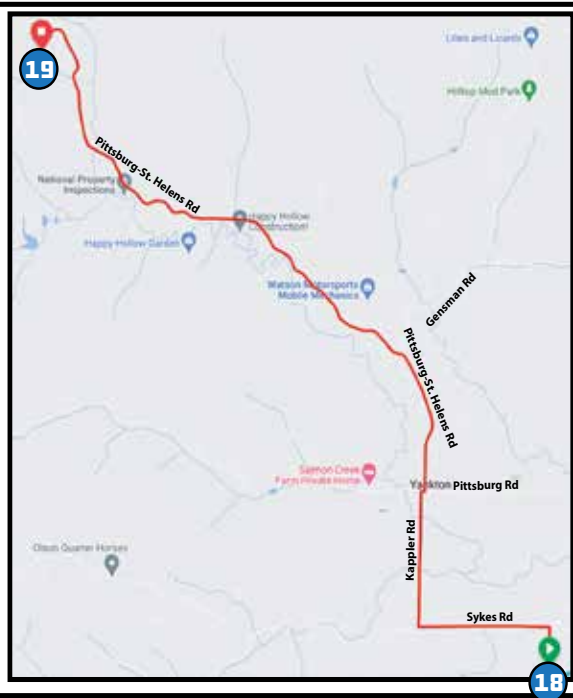 19
Lilies and Lizards
Hilltop Mod Park
Pittsburg-St. Helens Rd
National Property
Inspections
Happy Hollow
Construction
Happy Hollow Garden
Watson Motorsports
Mobile Mechanics
Gensman Rd
Pittsburg-St. Helens Rd
Salmon Creek
Farm Private Home
Yankton
Pittsburg Rd
Kappler Rd
Olson Quarter Horses
Sykes Rd
18